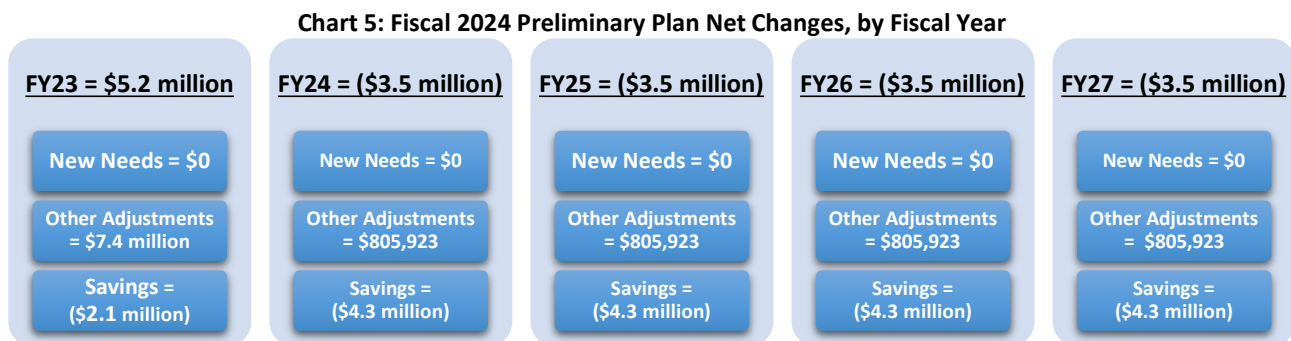 Chart 5: Fiscal 2024 Preliminary Plan Net Changes, by Fiscal Year
FY23 = $5.2 million
New Needs = $0
Other Adjustments
= $7.4 million
Savings =
($2.1 million)
FY24 = ($3.5 million)
New Needs = $0
Other Adjustments
= $805,923
Savings =
($4.3 million)
FY25 = ($3.5 million)
New Needs = $0
Other Adjustments
= $805,923
Savings =
($4.3 million)
FY26 = ($3.5 million)
New Needs = $0
Other Adjustments
= $805,923
Savings =
($4.3 million)
FY27 = ($3.5 million)
New Needs = $0
Other Adjustments
= $805,923
Savings =
($4.3 million)